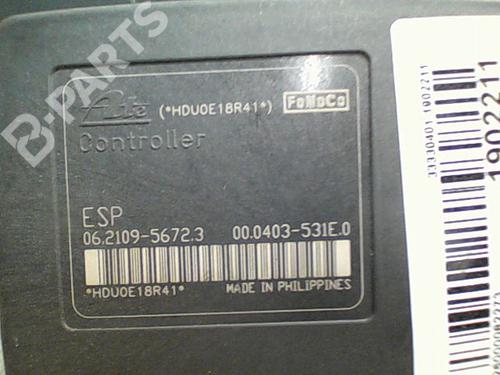 B-PARTS
Ate (*HDU0E18R41*) FoMoCo
Controller
ESP
06.2109-5672.3 00.0403-531E.0
*HDU0E18R41* MADE IN PHILIPPINES
33330401 1902211
1902211